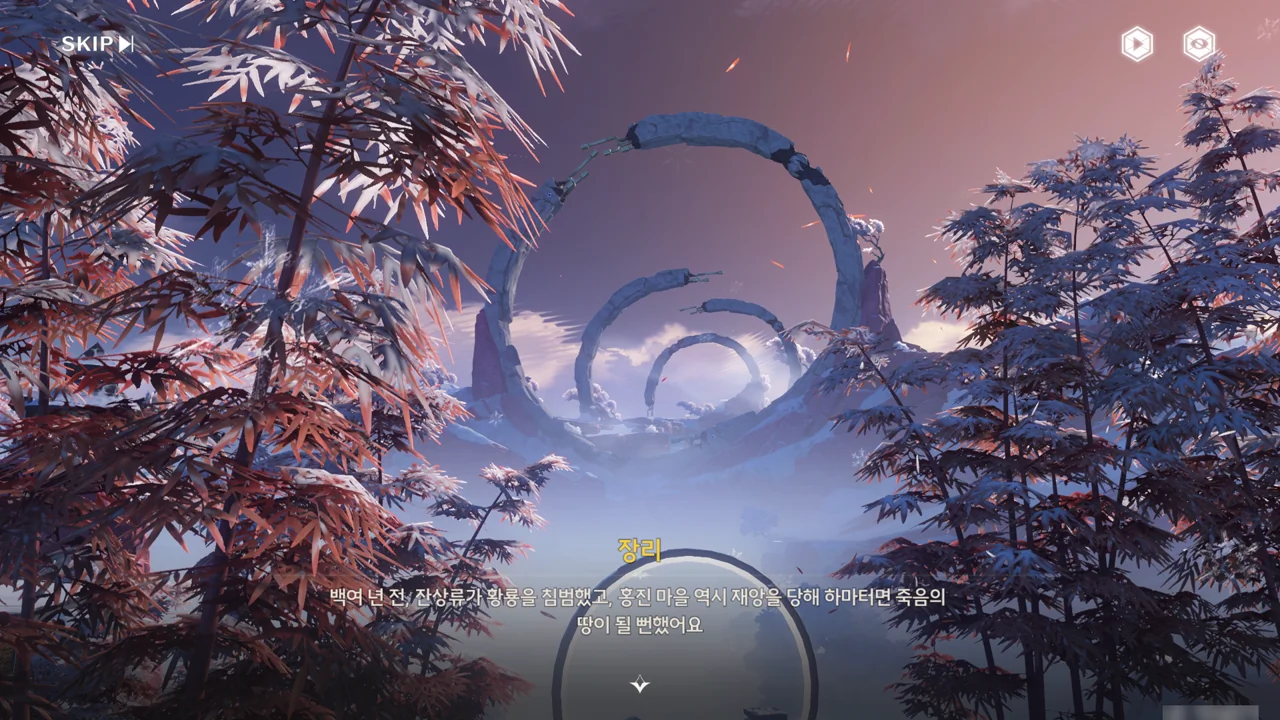 SKIP
장리
백여 년 전, 잔상류가 황룡을 침범했고, 홍진 마을 역시 재앙을 당해 하마터면 죽음의
땅이 될 뻔했어요